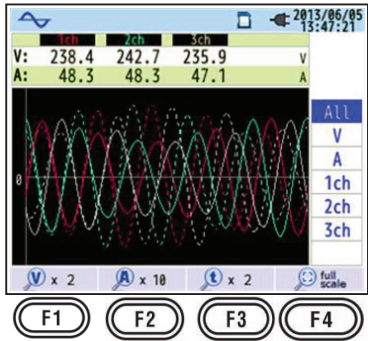 2013/06/05
13:47:21
1ch 2ch 3ch
V: 238.4 242.7 235.9 V
A: 48.3 48.3 47.1 A
All
V
A
1ch
2ch
3ch
0
V x 2 A x 10 t x 2 full scale
F1 F2 F3 F4